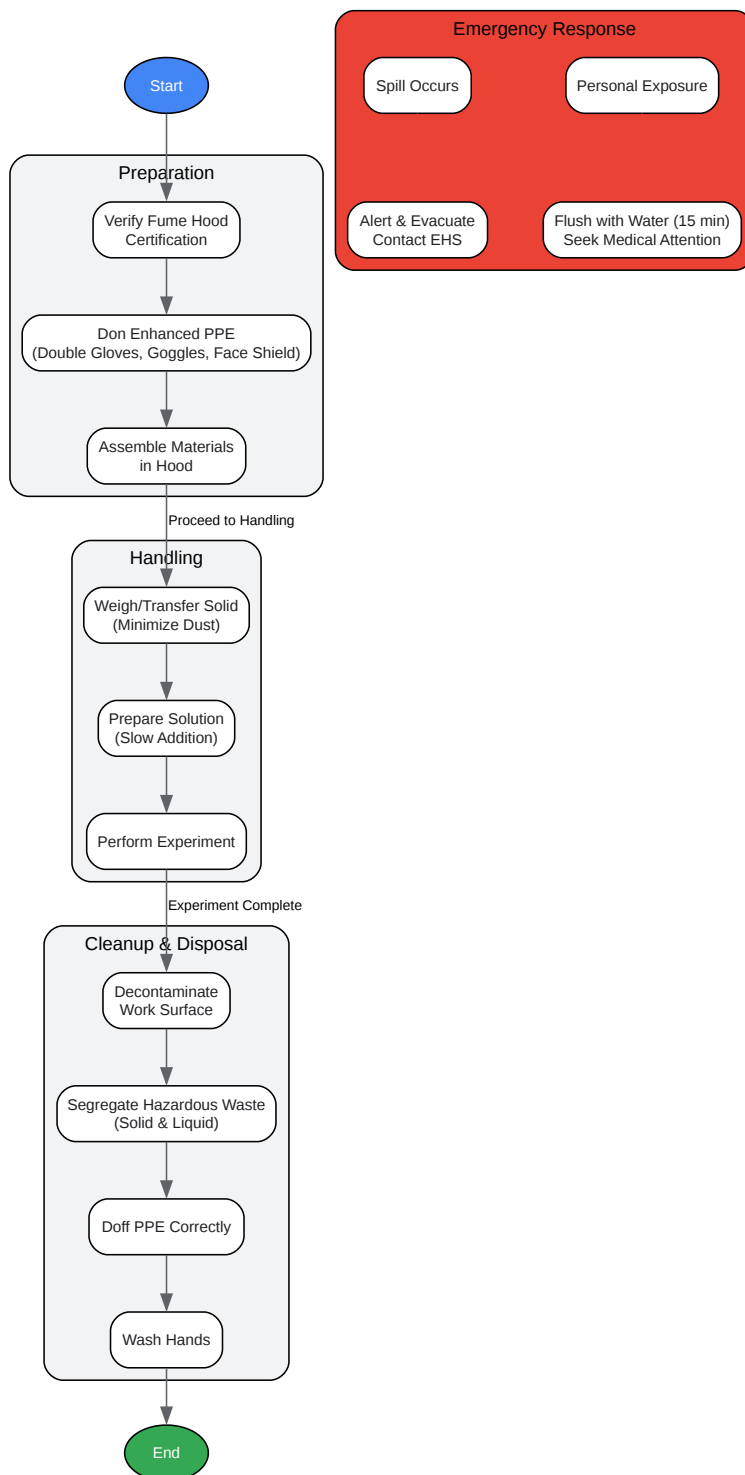 Start
Preparation
Verify Fume Hood
Certification
Don Enhanced PPE
(Double Gloves, Goggles, Face Shield)
Assemble Materials
in Hood
Proceed to Handling
Handling
Weigh/Transfer Solid
(Minimize Dust)
Prepare Solution
(Slow Addition)
Perform Experiment
Experiment Complete
Cleanup & Disposal
Decontaminate
Work Surface
Segregate Hazardous Waste
(Solid & Liquid)
Doff PPE Correctly
Wash Hands
End
Emergency Response
Spill Occurs
Personal Exposure
Alert & Evacuate
Contact EHS
Flush with Water (15 min)
Seek Medical Attention